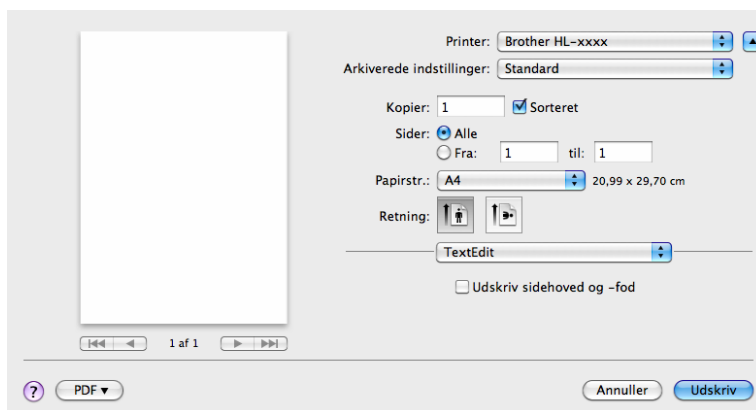 Printer: Brother HL-xxxx
Arkiverede indstillinger: Standard
Kopier: 1 Sorteret
Sider: Alle
Fra: 1 til: 1
Papirstr.: A4 20,99 x 29,70 cm
Retning:
TextEdit
Udskriv sidehoved og -fod
1 af 1
? PDF Annuller Udskriv